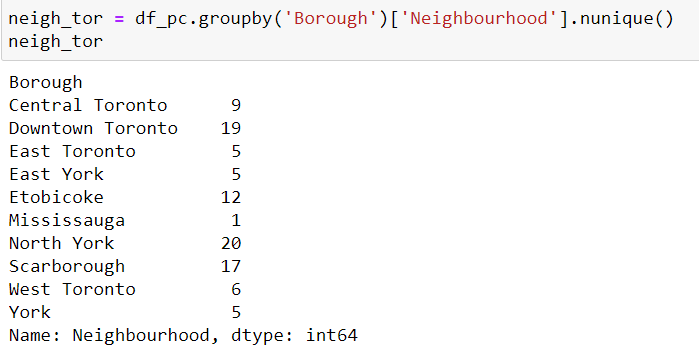 neigh_tor = df_pc.groupby('Borough')['Neighbourhood'].nunique()
neigh_tor
Borough
Central Toronto      9
Downtown Toronto    19
East Toronto         5
East York            5
Etobicoke           12
Mississauga          1
North York          20
Scarborough         17
West Toronto         6
York                 5
Name: Neighbourhood, dtype: int64